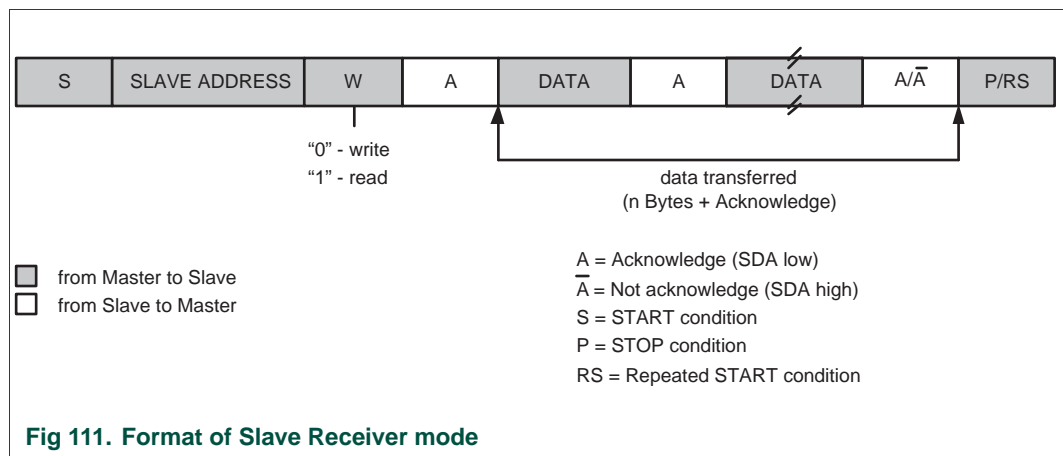 S SLAVE ADDRESS W A DATA A DATA A/A̅ P/RS
“0” - write
“1” - read
data transferred
(n Bytes + Acknowledge)
from Master to Slave
from Slave to Master
A = Acknowledge (SDA low)
A̅ = Not acknowledge (SDA high)
S = START condition
P = STOP condition
RS = Repeated START condition
Fig 111. Format of Slave Receiver mode